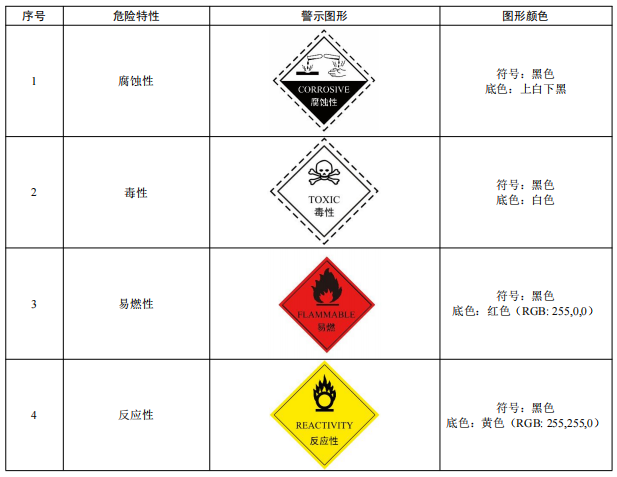 序号 危险特性 警示图形 图形颜色
1 腐蚀性 CORROSIVE 腐蚀性 符号：黑色
底色：上白下黑
2 毒性 TOXIC 毒性 符号：黑色
底色：白色
3 易燃性 FLAMMABLE 易燃 符号：黑色
底色：红色（RGB: 255,0,0）
4 反应性 REACTIVITY 反应性 符号：黑色
底色：黄色（RGB: 255,255,0）